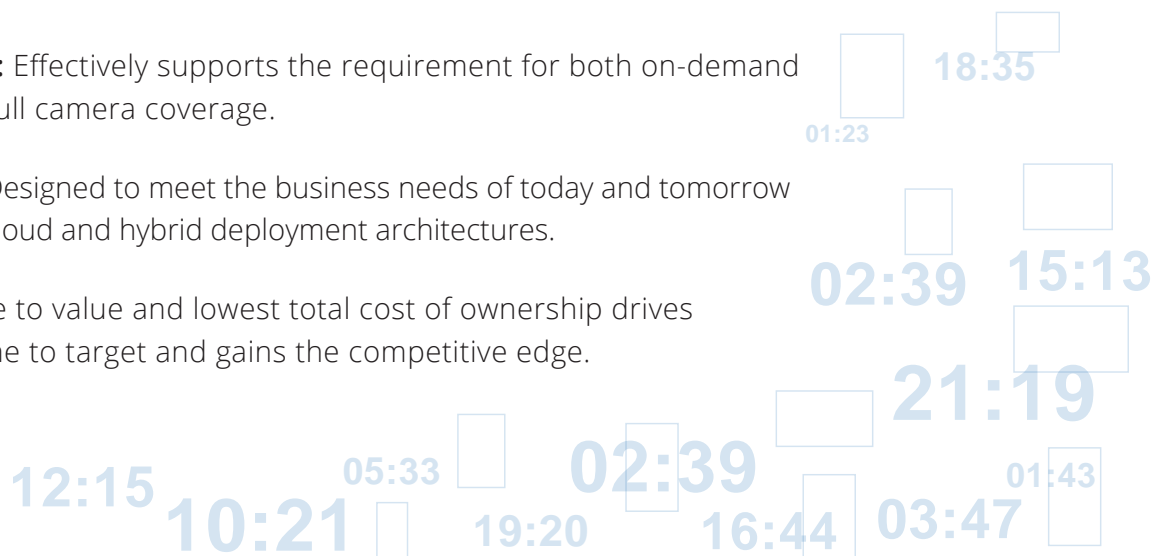 : Effectively supports the requirement for both on-demand
ull camera coverage.
Designed to meet the business needs of today and tomorrow
loud and hybrid deployment architectures.
e to value and lowest total cost of ownership drives
ne to target and gains the competitive edge.
18:35
01:23
02:39
15:13
21:19
12:15
05:33
02:39
01:43
10:21
19:20
16:44
03:47